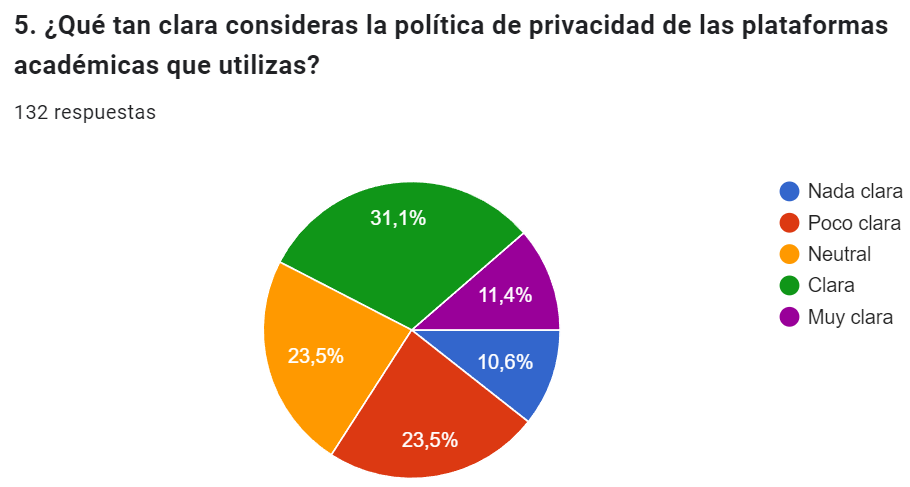 5. ¿Qué tan clara consideras la política de privacidad de las plataformas
académicas que utilizas?
132 respuestas
31,1%
11,4%
23,5%
10,6%
23,5%
Nada clara
Poco clara
Neutral
Clara
Muy clara